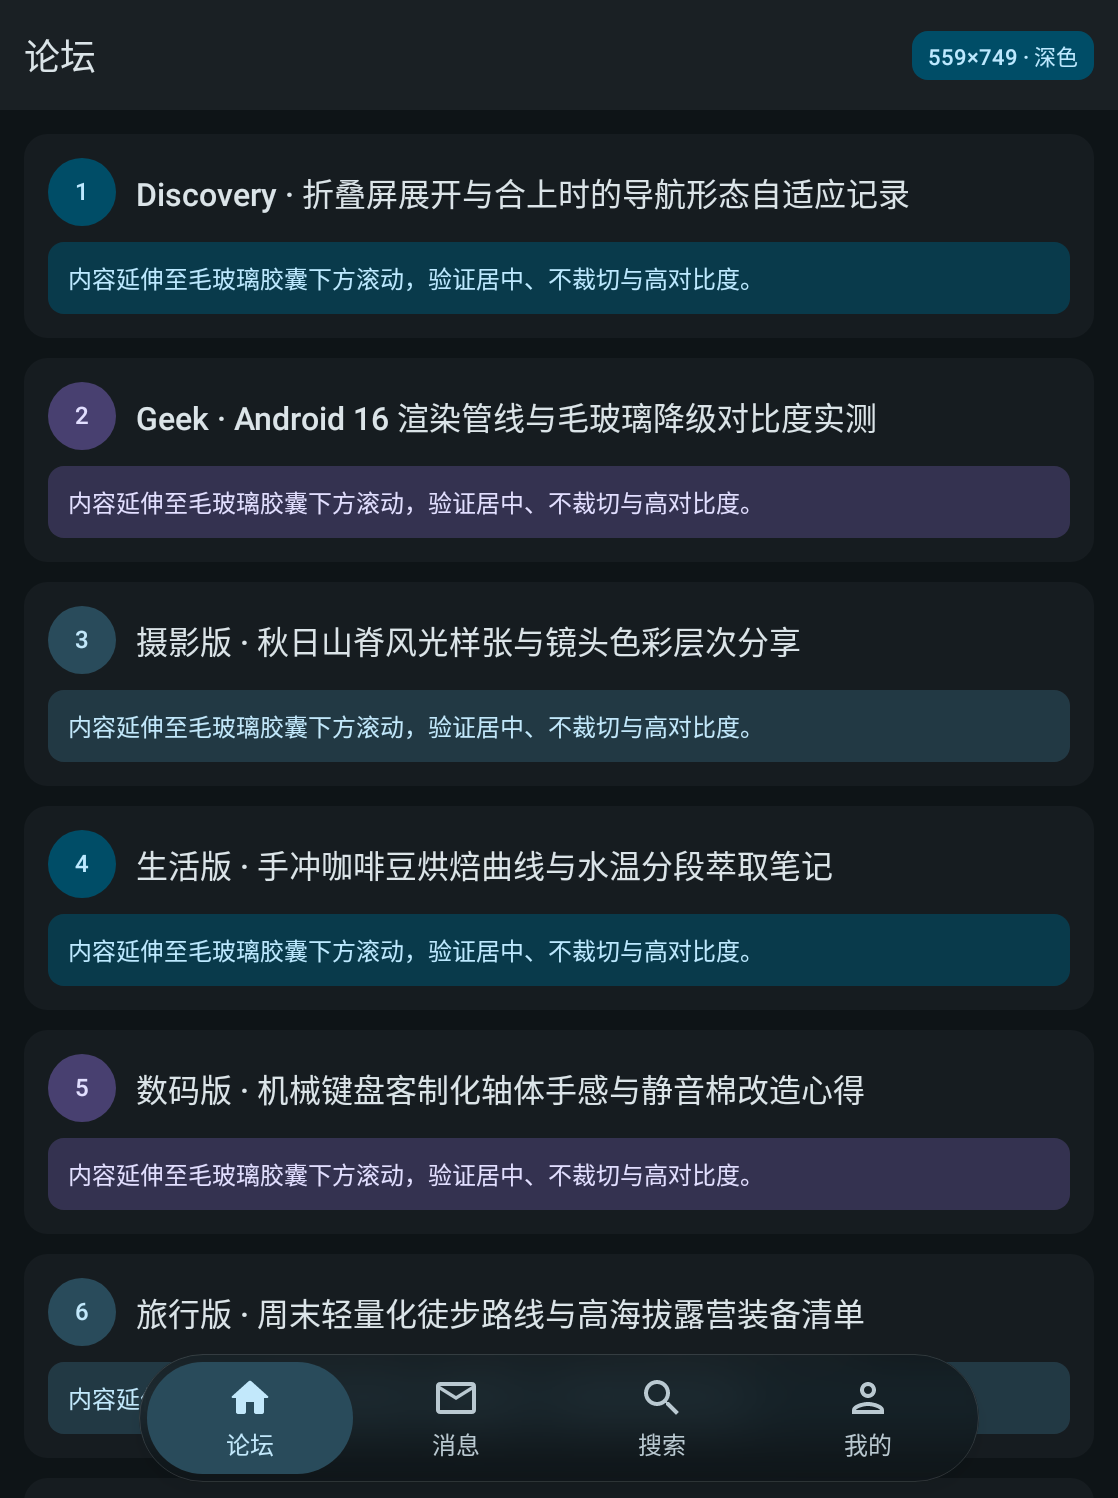 论坛
559×749 · 深色
1
Discovery · 折叠屏展开与合上时的导航形态自适应记录
内容延伸至毛玻璃胶囊下方滚动，验证居中、不裁切与高对比度。
2
Geek · Android 16 渲染管线与毛玻璃降级对比度实测
内容延伸至毛玻璃胶囊下方滚动，验证居中、不裁切与高对比度。
3
摄影版 · 秋日山脊风光样张与镜头色彩层次分享
内容延伸至毛玻璃胶囊下方滚动，验证居中、不裁切与高对比度。
4
生活版 · 手冲咖啡豆烘焙曲线与水温分段萃取笔记
内容延伸至毛玻璃胶囊下方滚动，验证居中、不裁切与高对比度。
5
数码版 · 机械键盘客制化轴体手感与静音棉改造心得
内容延伸至毛玻璃胶囊下方滚动，验证居中、不裁切与高对比度。
6
旅行版 · 周末轻量化徒步路线与高海拔露营装备清单
内容延
论坛
消息
搜索
我的